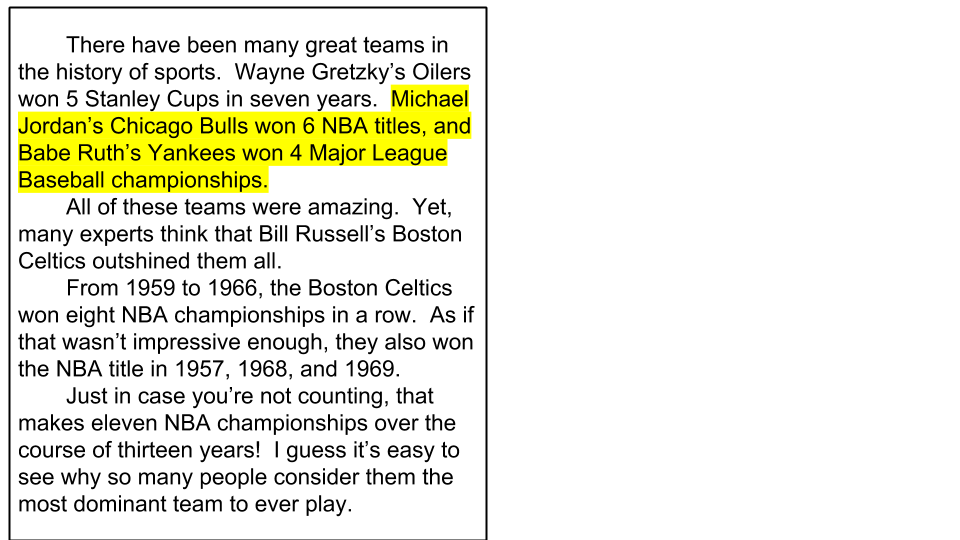 There have been many great teams in
the history of sports.  Wayne Gretzky’s Oilers
won 5 Stanley Cups in seven years.  Michael
Jordan’s Chicago Bulls won 6 NBA titles, and
Babe Ruth’s Yankees won 4 Major League
Baseball championships.
All of these teams were amazing.  Yet,
many experts think that Bill Russell’s Boston
Celtics outshined them all.
From 1959 to 1966, the Boston Celtics
won eight NBA championships in a row.  As if
that wasn’t impressive enough, they also won
the NBA title in 1957, 1968, and 1969.
Just in case you’re not counting, that
makes eleven NBA championships over the
course of thirteen years!  I guess it’s easy to
see why so many people consider them the
most dominant team to ever play.